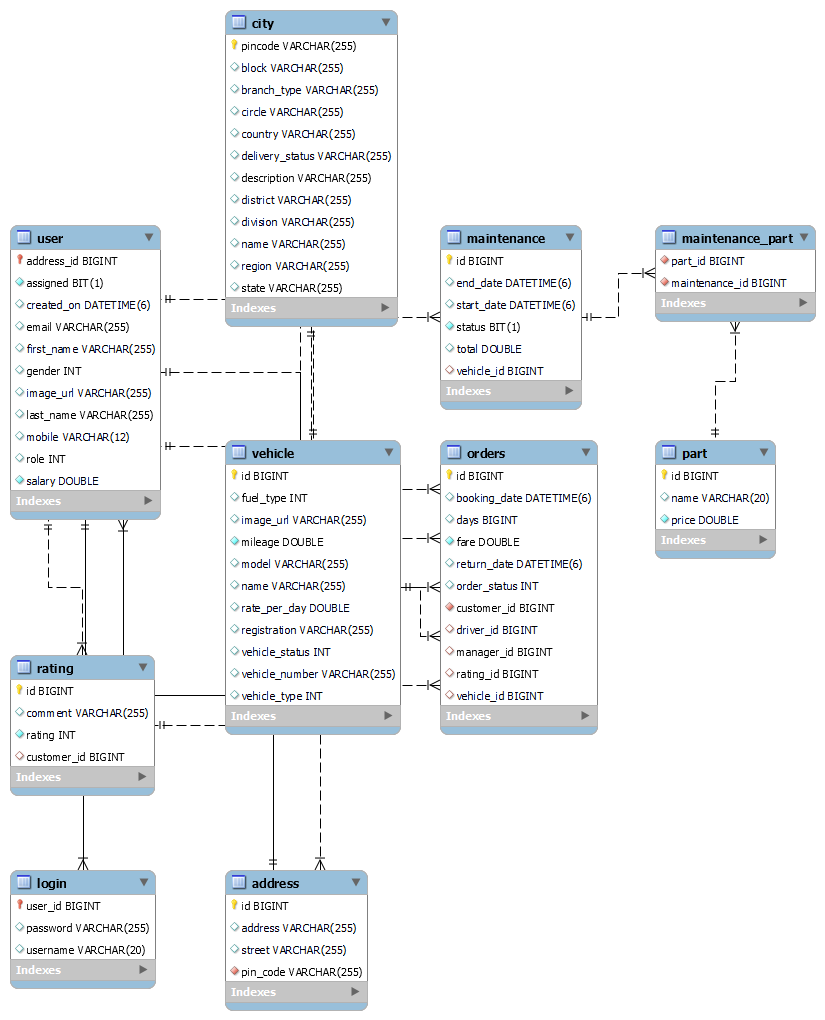 city
pincode VARCHAR(255)
block VARCHAR(255)
branch_type VARCHAR(255)
circle VARCHAR(255)
country VARCHAR(255)
delivery_status VARCHAR(255)
description VARCHAR(255)
district VARCHAR(255)
division VARCHAR(255)
name VARCHAR(255)
region VARCHAR(255)
state VARCHAR(255)
Indexes
user
address_id BIGINT
assigned BIT(1)
created_on DATETIME(6)
email VARCHAR(255)
first_name VARCHAR(255)
gender INT
image_url VARCHAR(255)
last_name VARCHAR(255)
mobile VARCHAR(12)
role INT
salary DOUBLE
Indexes
maintenance
id BIGINT
end_date DATETIME(6)
start_date DATETIME(6)
status BIT(1)
total DOUBLE
vehicle_id BIGINT
Indexes
maintenance_part
part_id BIGINT
maintenance_id BIGINT
Indexes
vehicle
id BIGINT
fuel_type INT
image_url VARCHAR(255)
mileage DOUBLE
model VARCHAR(255)
name VARCHAR(255)
rate_per_day DOUBLE
registration VARCHAR(255)
vehicle_status INT
vehicle_number VARCHAR(255)
vehicle_type INT
Indexes
orders
id BIGINT
booking_date DATETIME(6)
days BIGINT
fare DOUBLE
return_date DATETIME(6)
order_status INT
customer_id BIGINT
driver_id BIGINT
manager_id BIGINT
rating_id BIGINT
vehicle_id BIGINT
Indexes
part
id BIGINT
name VARCHAR(20)
price DOUBLE
Indexes
rating
id BIGINT
comment VARCHAR(255)
rating INT
customer_id BIGINT
Indexes
login
user_id BIGINT
password VARCHAR(255)
username VARCHAR(20)
Indexes
address
id BIGINT
address VARCHAR(255)
street VARCHAR(255)
pin_code VARCHAR(255)
Indexes